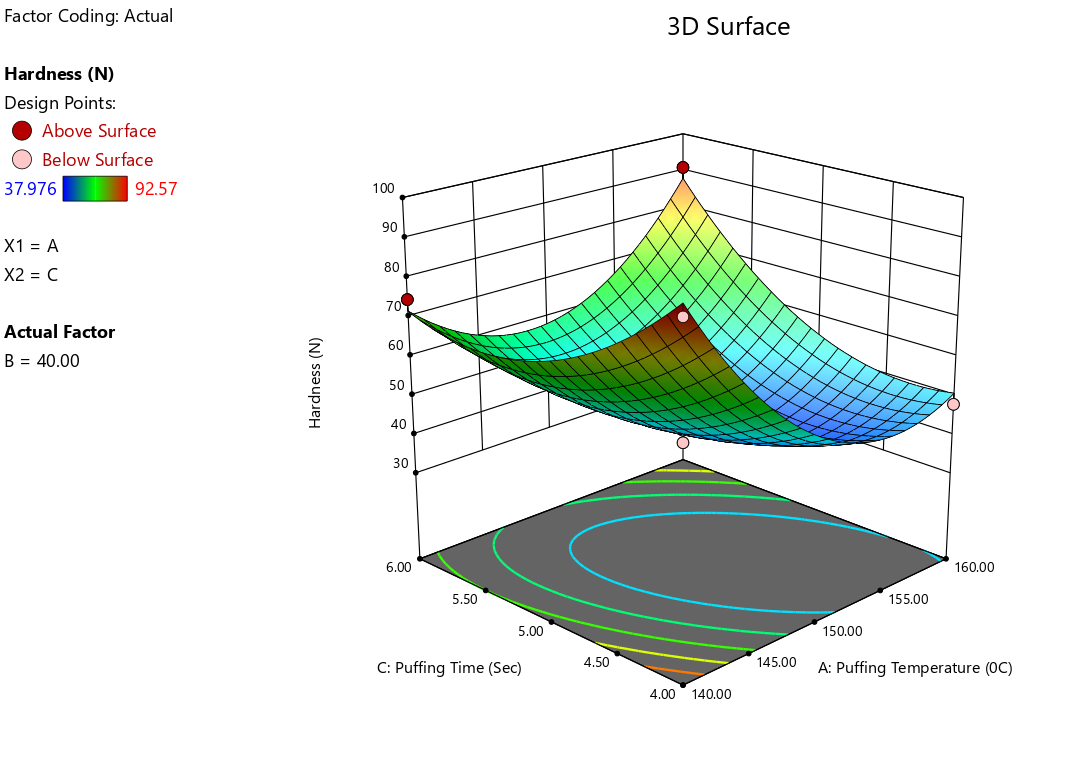 Factor Coding: Actual
3D Surface
Hardness (N)
Design Points:
Above Surface
Below Surface
37.976 92.57
X1 = A
X2 = C
Actual Factor
B = 40.00
100
90
80
70
60
50
40
30
Hardness (N)
6.00
5.50
5.00
4.50
4.00
C: Puffing Time (Sec)
140.00
145.00
150.00
155.00
160.00
A: Puffing Temperature (0C)